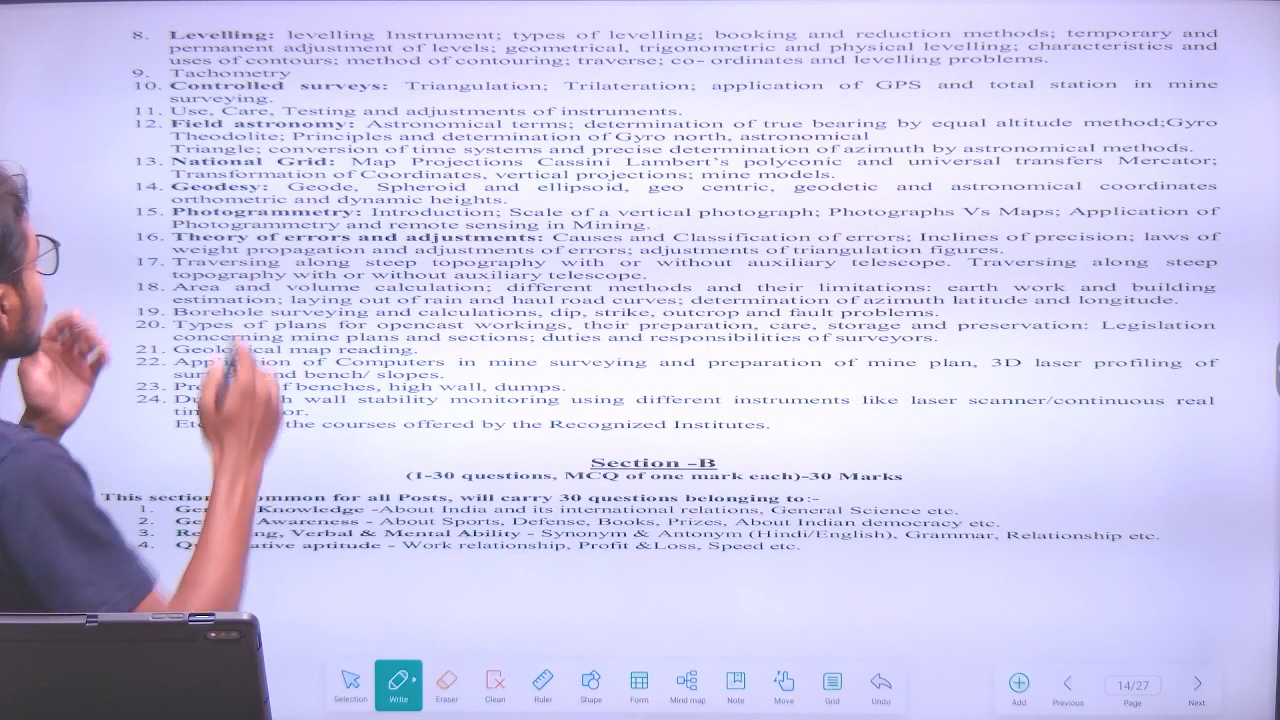 8. Levelling: levelling Instrument; types of levelling; booking and reduction methods; temporary and
permanent adjustment of levels; geometrical, trigonometric and physical levelling; characteristics and
uses of contours; method of contouring; traverse; co- ordinates and levelling problems.
9. Tachometry
10. Controlled surveys: Triangulation; Trilateration; application of GPS and total station in mine
surveying.
11. Use, Care, Testing and adjustments of instruments.
12. Field astronomy: Astronomical terms; determination of true bearing by equal altitude method;Gyro
Theodolite; Principles and determination of Gyro north, astronomical
Triangle; conversion of time systems and precise determination of azimuth by astronomical methods.
13. National Grid: Map Projections Cassini Lambert's polyconic and universal transfers Mercator;
Transformation of Coordinates, vertical projections; mine models.
14. Geodesy: Geode, Spheroid and ellipsoid, geo centric, geodetic and astronomical coordinates
orthometric and dynamic heights.
15. Photogrammetry: Introduction; Scale of a vertical photograph; Photographs Vs Maps; Application of
Photogrammetry and remote sensing in Mining.
16. Theory of errors and adjustments: Causes and Classification of errors; Inclines of precision; laws of
weight propagation and adjustments of errors; adjustments of triangulation figures.
17. Traversing along steep topography with or without auxiliary telescope. Traversing along steep
topography with or without auxiliary telescope.
18. Area and volume calculation; different methods and their limitations: earth work and building
estimation; laying out of rain and haul road curves; determination of azimuth latitude and longitude.
19. Borehole surveying and calculations, dip, strike, outcrop and fault problems.
20. Types of plans for opencast workings, their preparation, care, storage and preservation: Legislation
concerning mine plans and sections; duties and responsibilities of surveyors.
21. Geological map reading.
22. of Computers in mine surveying and preparation of mine plan, 3D laser profiling of
and bench/ slopes.
23. of benches, high wall, dumps.
24. wall stability monitoring using different instruments like laser scanner/continuous real
the courses offered by the Recognized Institutes.
Section -B
(1-30 questions, MCQ of one mark each)-30 Marks
This section common for all Posts, will carry 30 questions belonging to:-
1. Knowledge -About India and its international relations, General Science etc.
2. Awareness - About Sports, Defense, Books, Prizes, About Indian democracy etc.
3. Verbal & Mental Ability - Synonym & Antonym (Hindi/English), Grammar, Relationship etc.
4. aptitude - Work relationship, Profit &Loss, Speed etc.
Selection Write Eraser Clean Ruler Shape Form Mind map Note Move Grid Undo Add Previous 14/27 Page Next